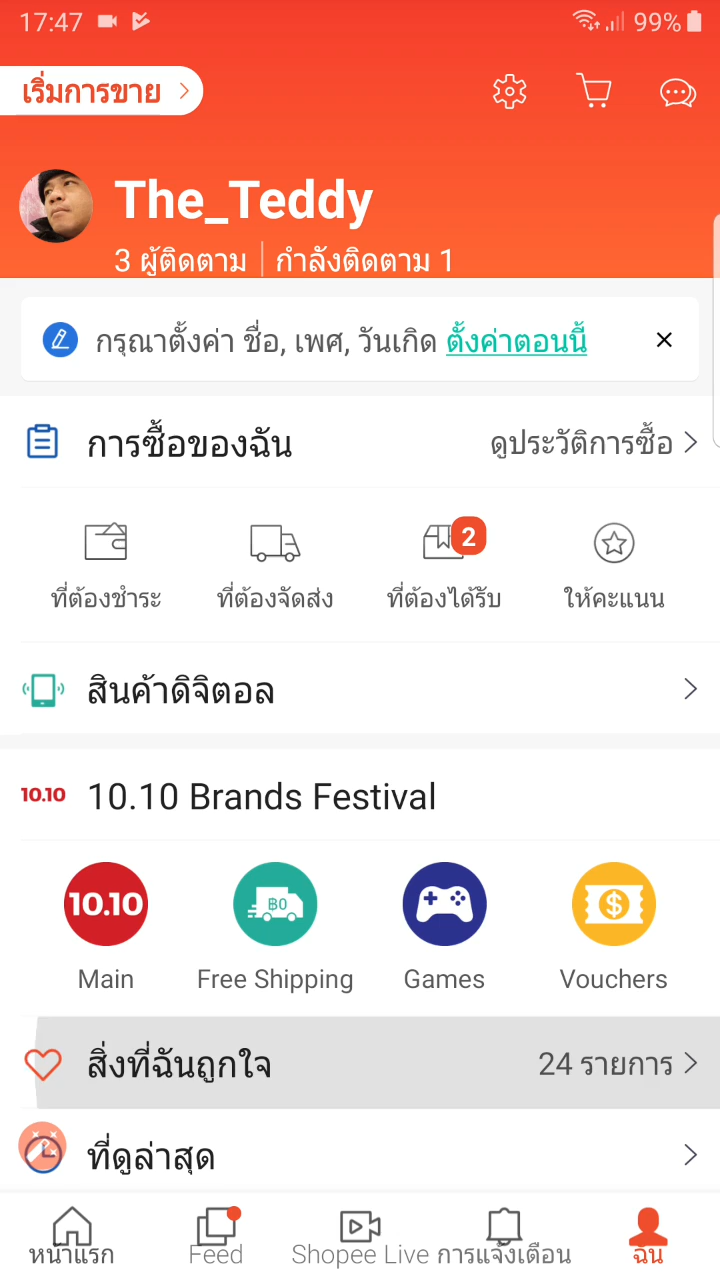 17:47 99%
เริ่มการขาย
The_Teddy
3 ผู้ติดตาม กำลังติดตาม 1
กรุณาตั้งค่า ชื่อ, เพศ, วันเกิด ตั้งค่าตอนนี้
การซื้อของฉัน ดูประวัติการซื้อ
2
ที่ต้องชำระ ที่ต้องจัดส่ง ที่ต้องได้รับ ให้คะแนน
สินค้าดิจิตอล
10.10 10.10 Brands Festival
10.10 ฿0 $
Main Free Shipping Games Vouchers
สิ่งที่ฉันถูกใจ 24 รายการ
ที่ดูล่าสุด
หน้าแรก Feed Shopee Live การแจ้งเตือน ฉัน